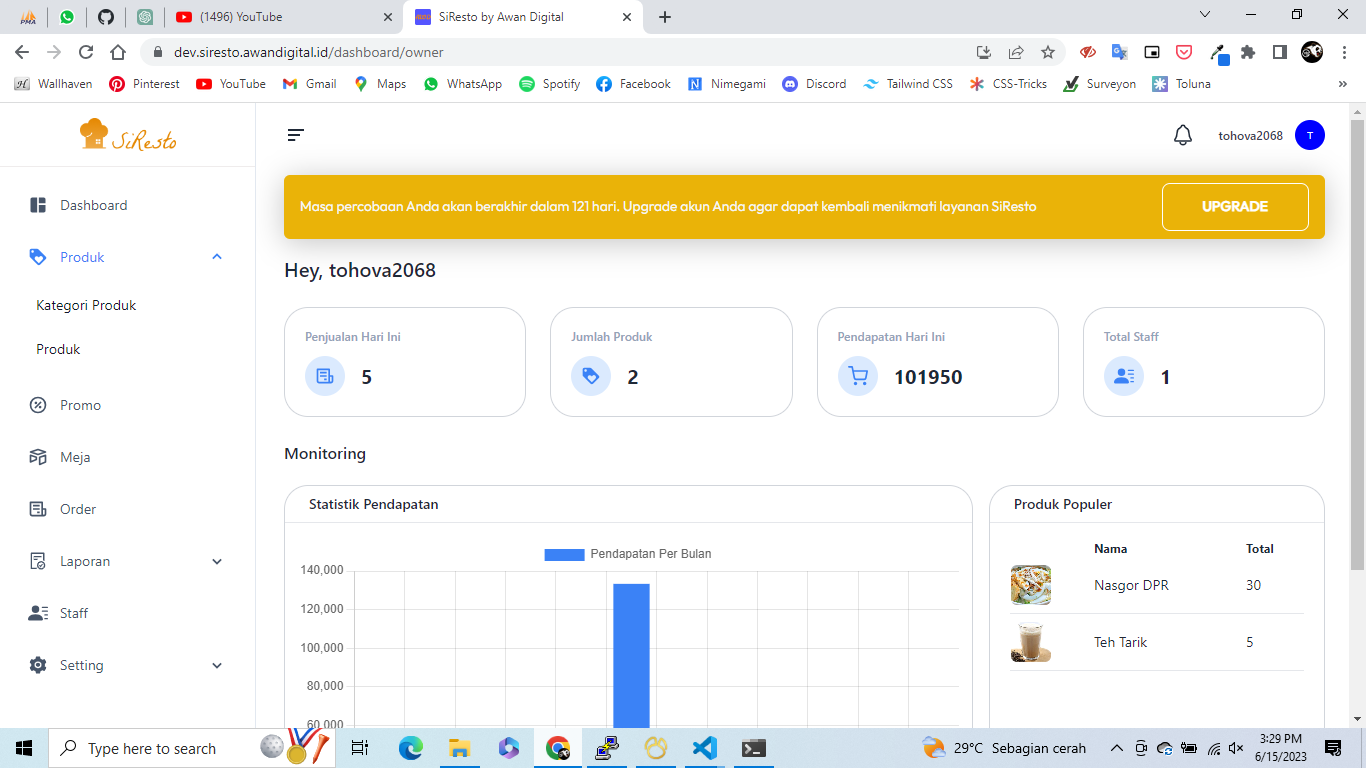 (1496) YouTube
SiResto by Awan Digital
dev.siresto.awandigital.id/dashboard/owner
Wallhaven
Pinterest
YouTube
Gmail
Maps
WhatsApp
Spotify
Facebook
Nimegami
Discord
Tailwind CSS
CSS-Tricks
Surveyon
Toluna
SiResto
tohova2068
T
Dashboard
Produk
Kategori Produk
Produk
Promo
Meja
Order
Laporan
Staff
Setting
Masa percobaan Anda akan berakhir dalam 121 hari. Upgrade akun Anda agar dapat kembali menikmati layanan SiResto
UPGRADE
Hey, tohova2068
Penjualan Hari Ini
5
Jumlah Produk
2
Pendapatan Hari Ini
101950
Total Staff
1
Monitoring
Statistik Pendapatan
Pendapatan Per Bulan
140,000
120,000
100,000
80,000
60,000
Produk Populer
Nama Total
Nasgor DPR 30
Teh Tarik 5
Type here to search
29°C Sebagian cerah
3:29 PM
6/15/2023